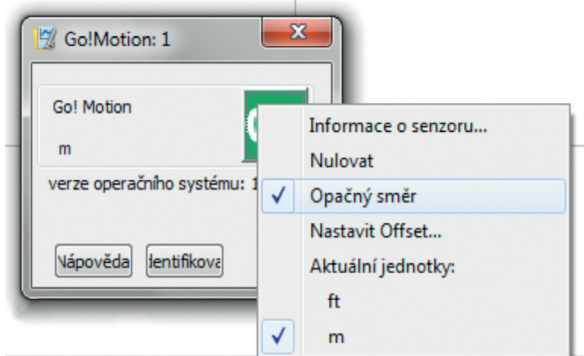 Go!Motion: 1
Go! Motion
m
verze operačního systému: 1
Nápověda
Informace o senzoru...
Nulovat
Opačný směr
Nastavit Offset...
Aktuální jednotky:
ft
m